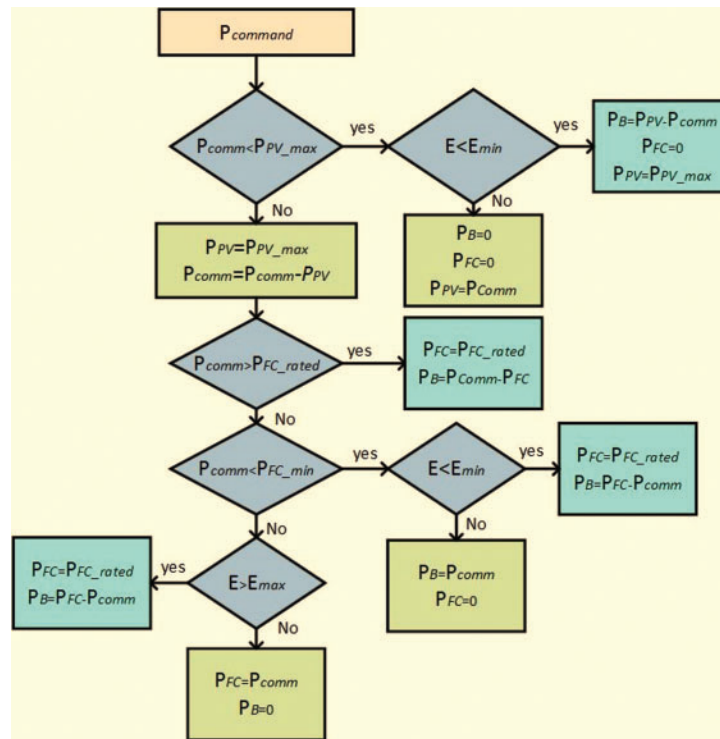 Pcommand
Pcomm<PPV_max
yes
E<Emin
yes
PB=PPV-Pcomm
PFC=0
PPV=PPV_max
No
No
PPV=PPV_max
Pcomm=Pcomm-PPV
PB=0
PFC=0
PPV=PComm
Pcomm>PFC_rated
yes
PFC=PFC_rated
PB=PComm-PFC
No
Pcomm<PFC_min
yes
E<Emin
yes
PFC=PFC_rated
PB=PFC-Pcomm
No
No
PFC=PFC_rated
PB=PFC-Pcomm
yes
E>Emax
PB=Pcomm
PFC=0
No
PFC=Pcomm
PB=0